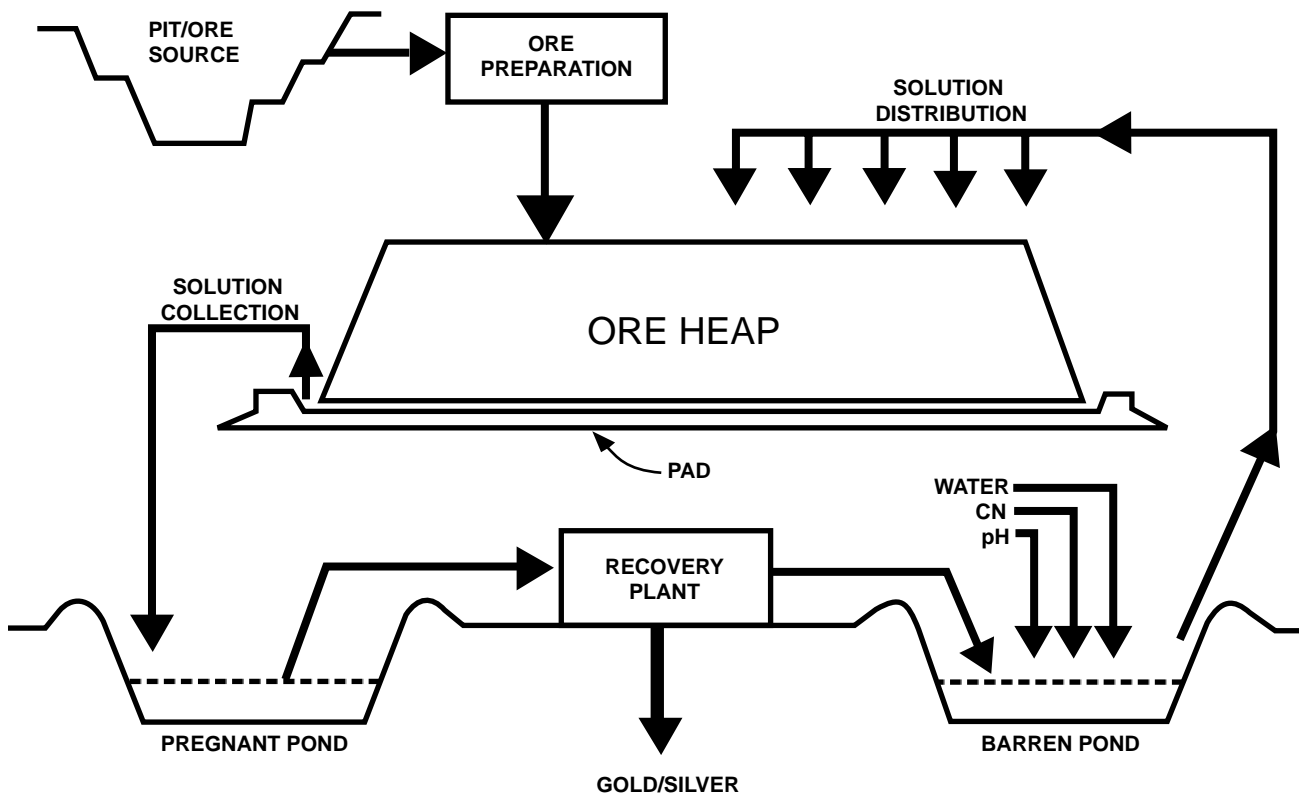 PIT/ORE
SOURCE
ORE
PREPARATION
SOLUTION
DISTRIBUTION
SOLUTION
COLLECTION
ORE HEAP
PAD
WATER
CN
pH
RECOVERY
PLANT
PREGNANT POND
BARREN POND
GOLD/SILVER